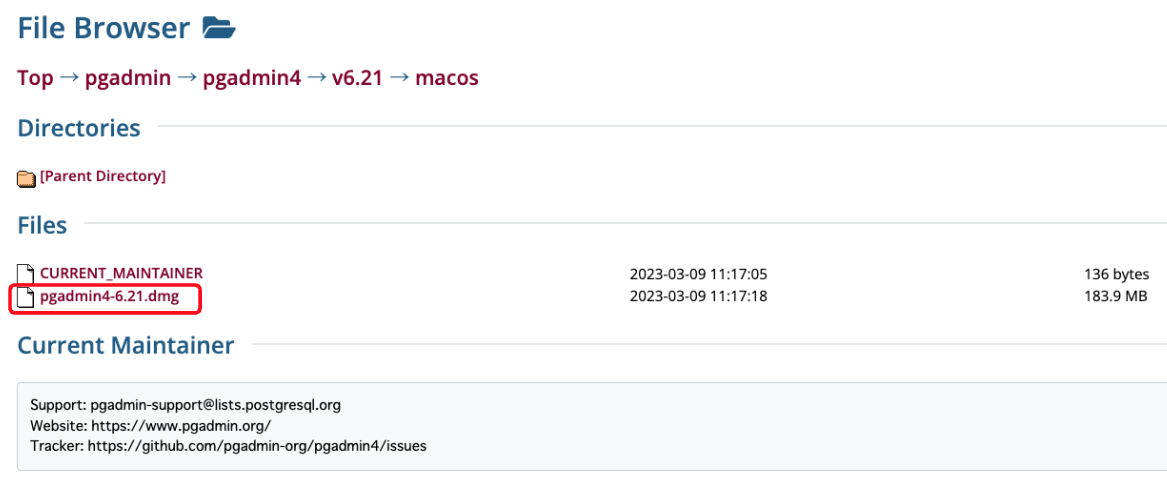 File Browser
Top → pgadmin → pgadmin4 → v6.21 → macos
Directories
[Parent Directory]
Files
CURRENT_MAINTAINER 2023-03-09 11:17:05 136 bytes
pgadmin4-6.21.dmg 2023-03-09 11:17:18 183.9 MB
Current Maintainer
Support: pgadmin-support@lists.postgresql.org
Website: https://www.pgadmin.org/
Tracker: https://github.com/pgadmin-org/pgadmin4/issues